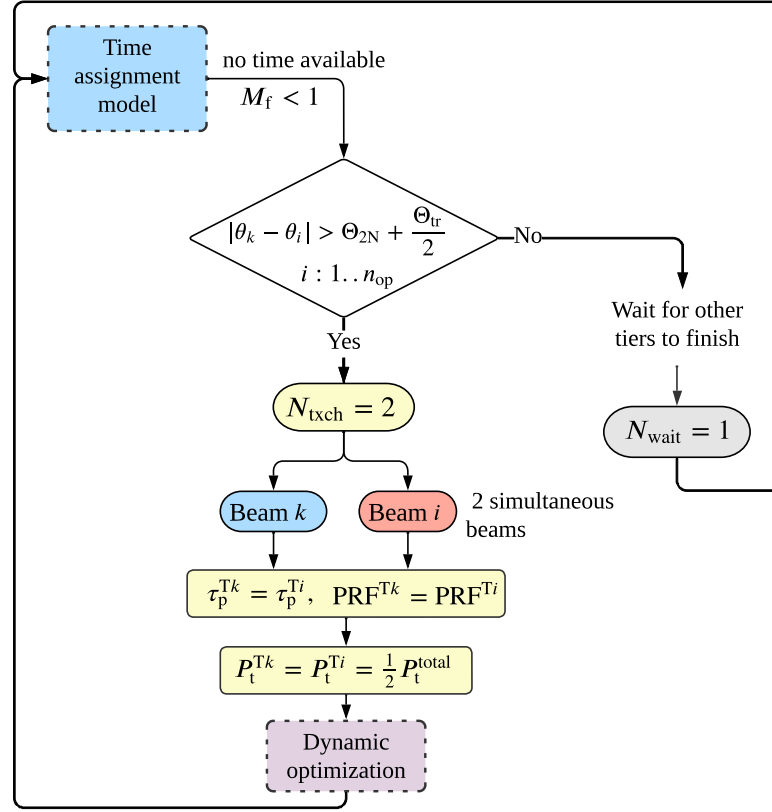 Time
assignment
model
no time available
M_f < 1
|θ_k − θ_i| > Θ_2N + Θ_tr/2
i : 1..n_op
No
Yes
Wait for other
tiers to finish
N_txch = 2
N_wait = 1
Beam k
Beam i
2 simultaneous
beams
τ_p^Tk = τ_p^Ti, PRF^Tk = PRF^Ti
P_t^Tk = P_t^Ti = 1/2 P_t^total
Dynamic
optimization